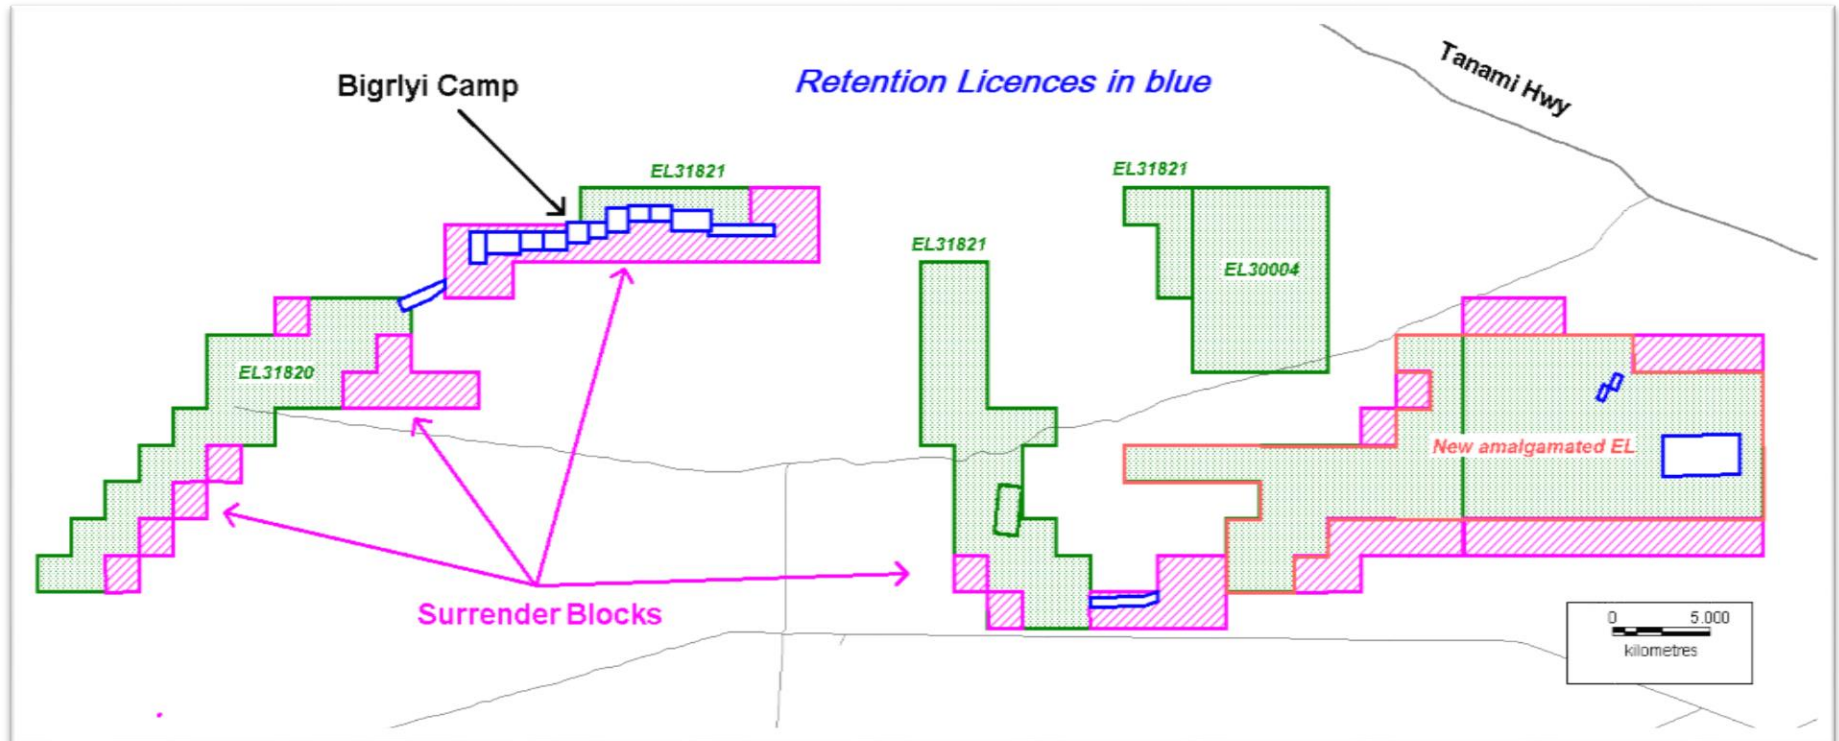 Tanami Hwy
Bigrlyi Camp
Retention Licences in blue
EL31821
EL31821
EL31821
EL30004
EL31820
New amalgamated EL
Surrender Blocks
0 5.000
kilometres